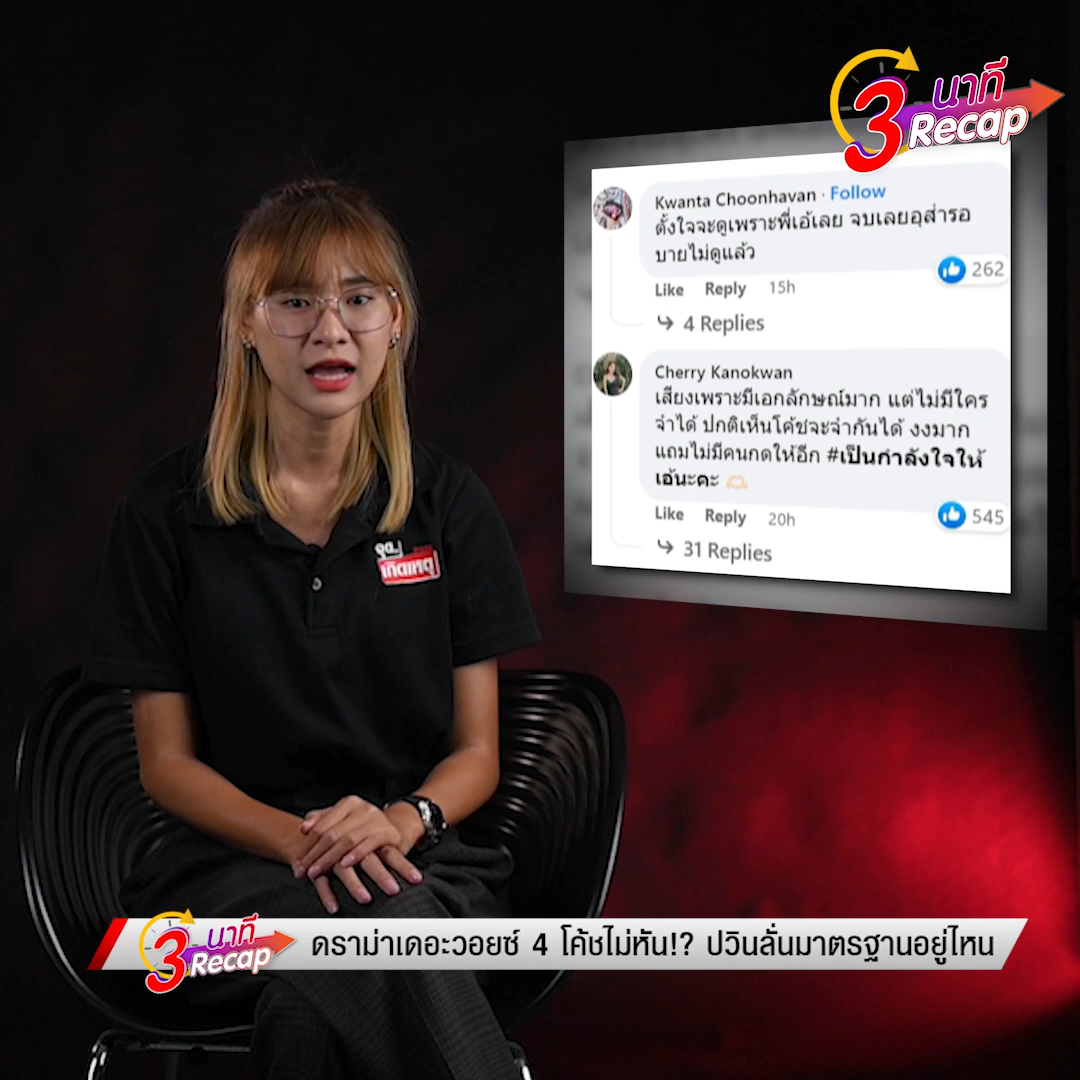 3 นาที
Recap
Kwanta Choonhavan · Follow
ตั้งใจจะดูเพราะพี่เอ้เลย จบเลยอุส่ารอ
บายไม่ดูแล้ว
262
Like Reply 15h
4 Replies
Cherry Kanokwan
เสียงเพราะมีเอกลักษณ์มาก แต่ไม่มีใคร
จำได้ ปกติเห็นโค้ชจะจำกันได้ งงมาก
แถมไม่มีคนกดให้อีก #เป็นกำลังใจให้
เอ้นะคะ 🫶🏻
545
Like Reply 20h
31 Replies
เกิดเหตุ
3 นาที
Recap
ดราม่าเดอะวอยซ์ 4 โค้ชไม่หัน!? ปวินลั่นมาตรฐานอยู่ไหน